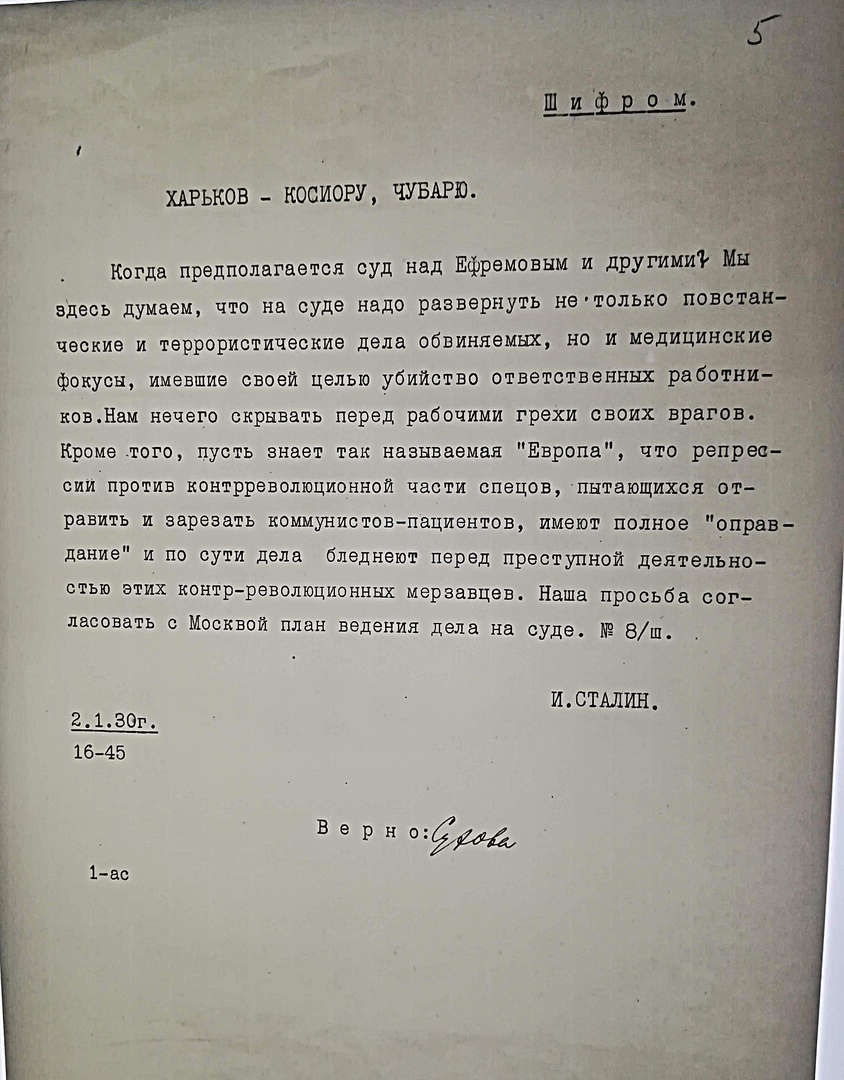 5
Ш и ф р о м.
ХАРЬКОВ – КОСИОРУ, ЧУБАРЮ.
Когда предполагается суд над Ефремовым и другими? Мы
здесь думаем, что на суде надо развернуть не только повстан-
ческие и террористические дела обвиняемых, но и медицинские
фокусы, имевшие своей целью убийство ответственных работни-
ков.Нам нечего скрывать перед рабочими грехи своих врагов.
Кроме того, пусть знает так называемая "Европа", что репрес-
сии против контрреволюционной части спецов, пытающихся от-
равить и зарезать коммунистов-пациентов, имеют полное "оправ-
дание" и по сути дела бледнеют перед преступной деятельно-
стью этих контр-революционных мерзавцев. Наша просьба сог-
ласовать с Москвой план ведения дела на суде. № 8/ш.
И.СТАЛИН.
2.1.30г.
16-45
В е р н о: Сухова
1-ас